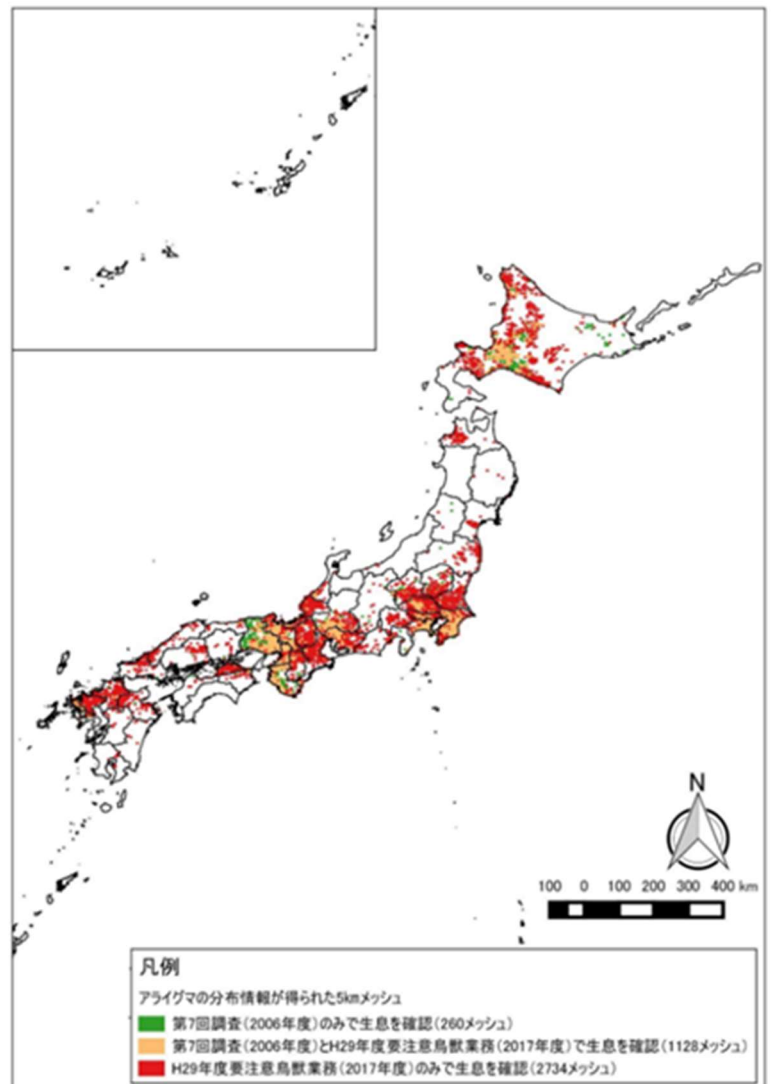 N
100 0 100 200 300 400 km
凡例
アライグマの分布情報が得られた5kmメッシュ
第7回調査(2006年度)のみで生息を確認(260メッシュ)
第7回調査(2006年度)とH29年度要注意鳥獣業務(2017年度)で生息を確認(1128メッシュ)
H29年度要注意鳥獣業務(2017年度)のみで生息を確認(2734メッシュ)